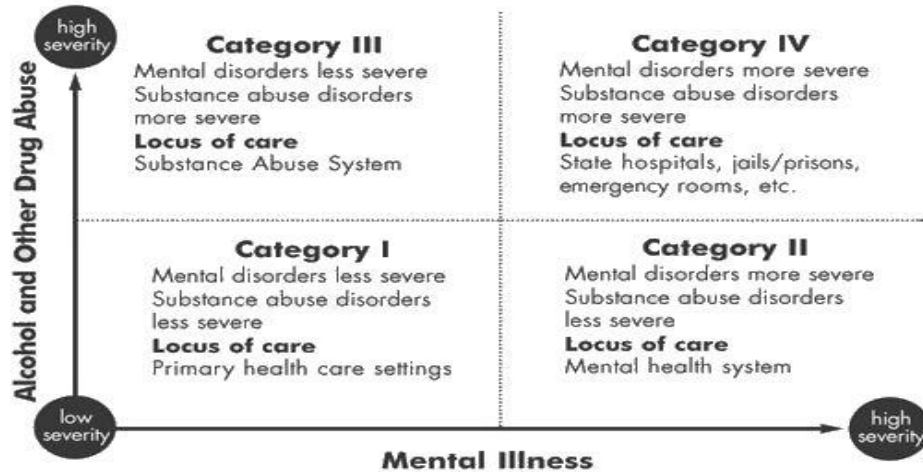 high
severity
Alcohol and Other Drug Abuse
Category III
Mental disorders less severe
Substance abuse disorders
more severe
Locus of care
Substance Abuse System
Category IV
Mental disorders more severe
Substance abuse disorders
more severe
Locus of care
State hospitals, jails/prisons,
emergency rooms, etc.
Category I
Mental disorders less severe
Substance abuse disorders
less severe
Locus of care
Primary health care settings
Category II
Mental disorders more severe
Substance abuse disorders
less severe
Locus of care
Mental health system
low
severity
high
severity
Mental Illness